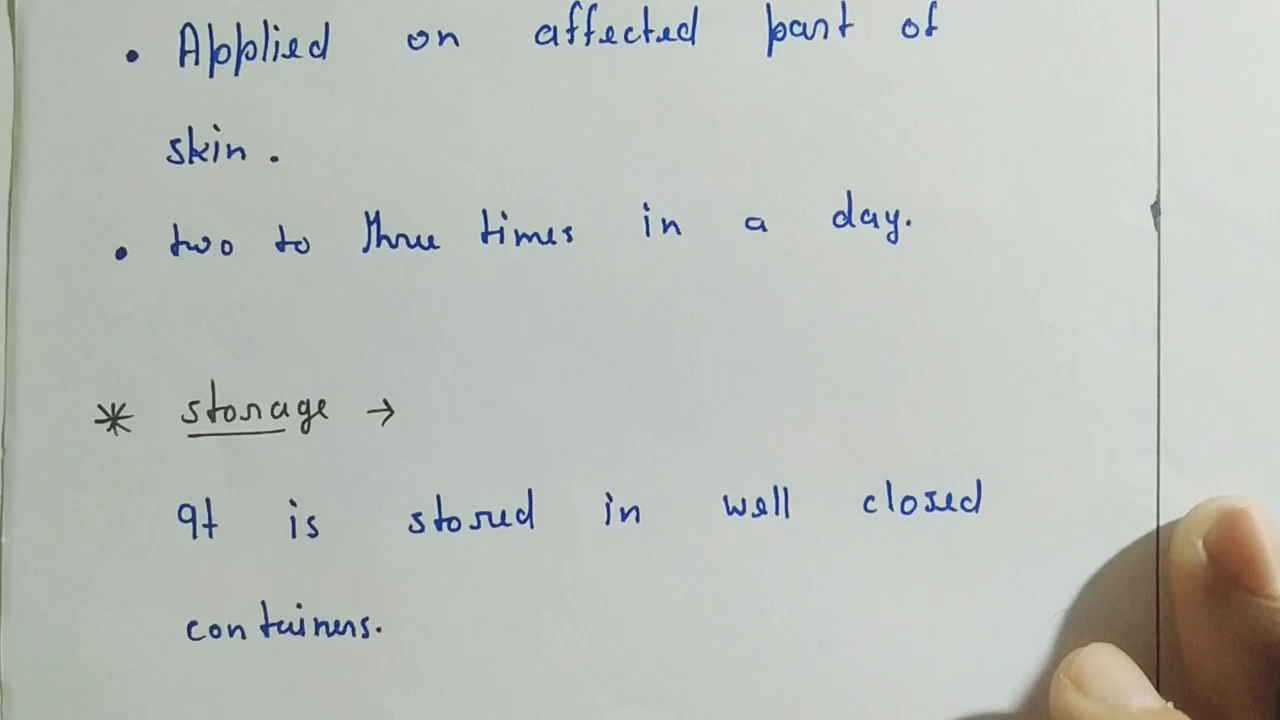 • Applied on affected part of
skin.
• two to three times in a day.
* storage →
It is stored in well closed
containers.